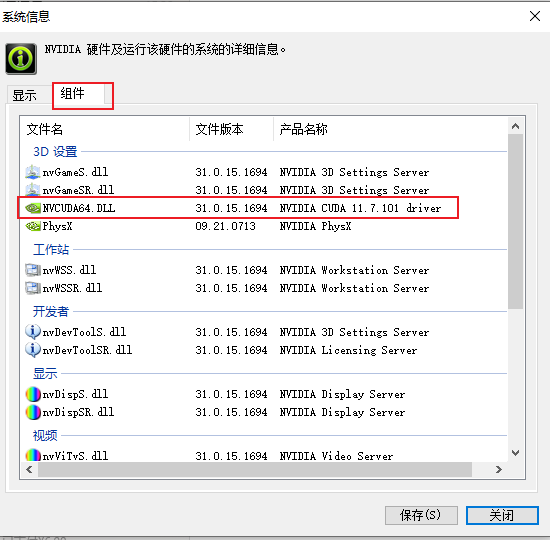 系统信息
NVIDIA 硬件及运行该硬件的系统的详细信息。
显示 组件
文件名 文件版本 产品名称
3D 设置
nvGameS.dll 31.0.15.1694 NVIDIA 3D Settings Server
nvGameSR.dll 31.0.15.1694 NVIDIA 3D Settings Server
NVCUDA64.DLL 31.0.15.1694 NVIDIA CUDA 11.7.101 driver
PhysX 09.21.0713 NVIDIA PhysX
工作站
nvWSS.dll 31.0.15.1694 NVIDIA Workstation Server
nvWSSR.dll 31.0.15.1694 NVIDIA Workstation Server
开发者
nvDevToolS.dll 31.0.15.1694 NVIDIA 3D Settings Server
nvDevToolSR.dll 31.0.15.1694 NVIDIA Licensing Server
显示
nvDispS.dll 31.0.15.1694 NVIDIA Display Server
nvDispSR.dll 31.0.15.1694 NVIDIA Display Server
视频
nvViTvS.dll 31.0.15.1694 NVIDIA Video Server
保存(S) 关闭